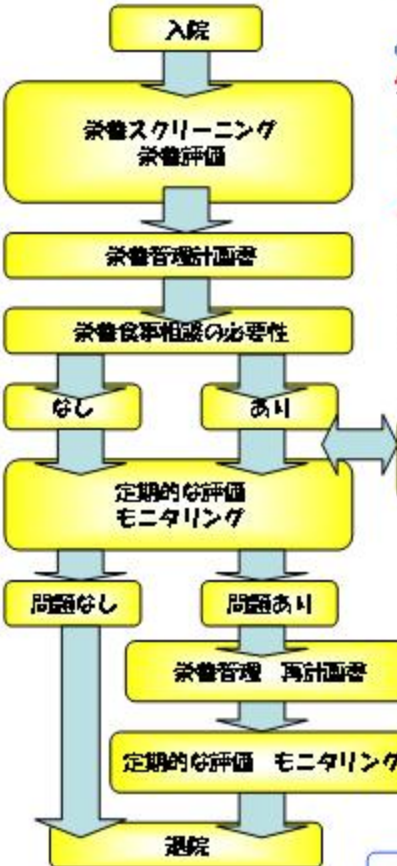 入院
栄養スクリーニング
栄養評価
栄養管理計画書
栄養食事相談の必要性
なし
あり
定期的な評価
モニタリング
問題なし
問題あり
栄養管理　再計画書
定期的な評価　モニタリング
退院